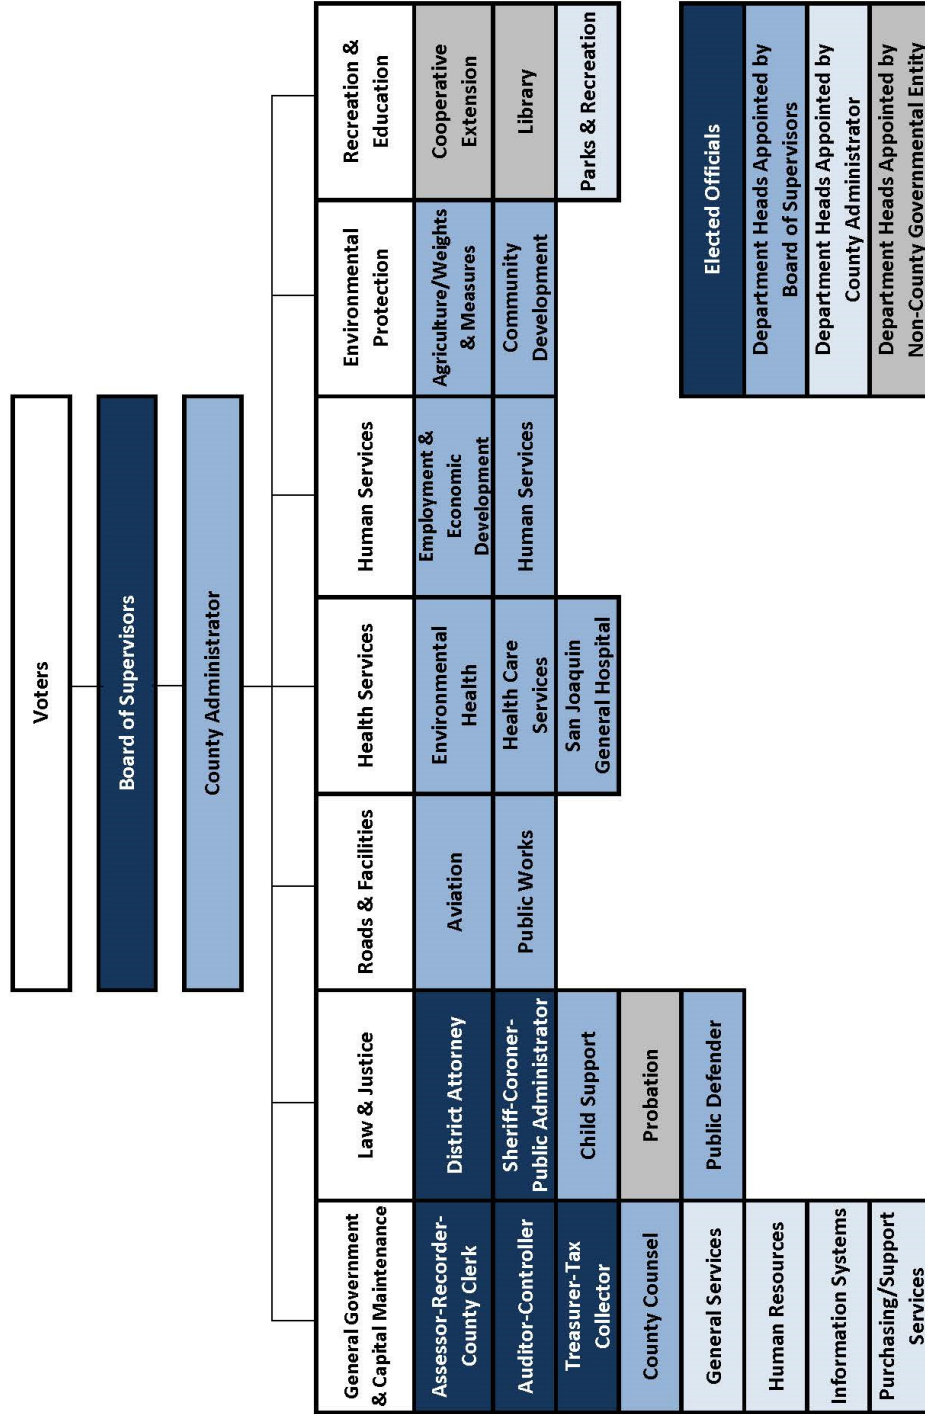 Voters
Board of Supervisors
County Administrator
General Government
& Capital Maintenance
Assessor-Recorder-
County Clerk
Auditor-Controller
Treasurer-Tax
Collector
County Counsel
General Services
Human Resources
Information Systems
Purchasing/Support
Services
Law & Justice
District Attorney
Sheriff-Coroner-
Public Administrator
Child Support
Probation
Public Defender
Roads & Facilities
Aviation
Public Works
Health Services
Environmental
Health
Health Care
Services
San Joaquin
General Hospital
Human Services
Employment &
Economic
Development
Human Services
Environmental
Protection
Agriculture/Weights
& Measures
Community
Development
Recreation &
Education
Cooperative
Extension
Library
Parks & Recreation
Elected Officials
Department Heads Appointed by
Board of Supervisors
Department Heads Appointed by
County Administrator
Department Heads Appointed by
Non-County Governmental Entity